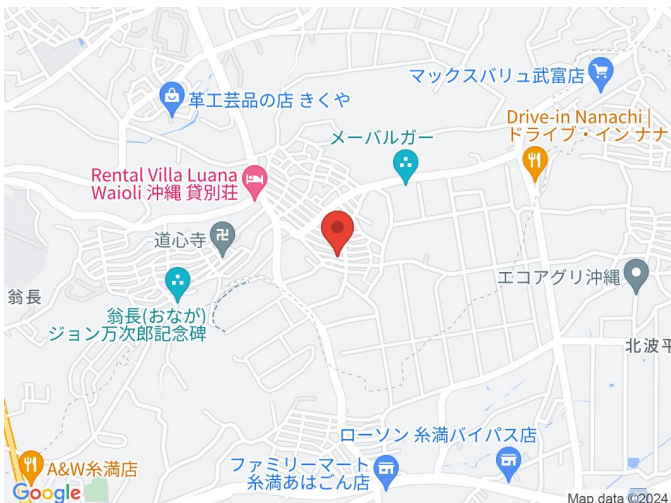 マックスバリュ武富店
革工芸品の店 きくや
Drive-in Nanachi |
ドライブ・イン ナナ
メーバルガー
Rental Villa Luana
Waioli 沖縄 貸別荘
道心寺
エコアグリ沖縄
翁長
翁長(おなが)
ジョン万次郎記念碑
北波平
ローソン 糸満バイパス店
A&W糸満店
ファミリーマート
糸満あはごん店
Google
Map data ©2024